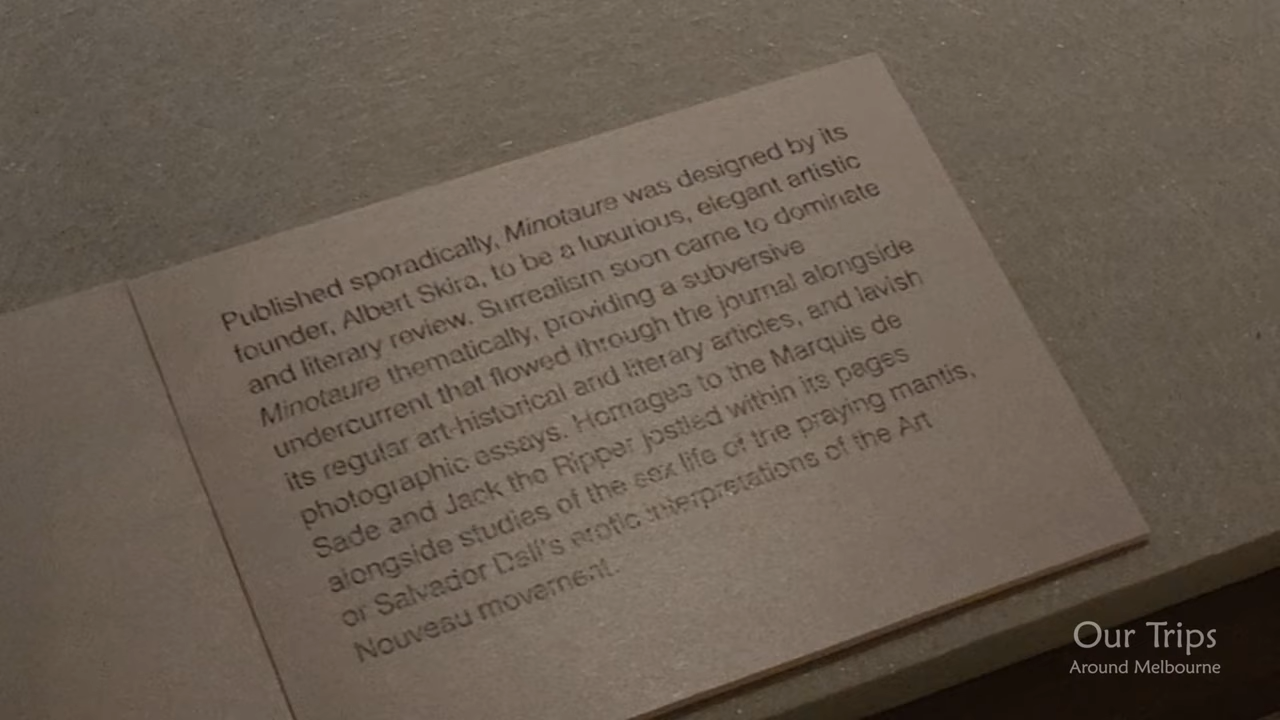 Published sporadically, Minotaure was designed by its
founder, Albert Skira, to be a luxurious, elegant artistic
and literary review. Surrealism soon came to dominate
Minotaure thematically, providing a subversive
undercurrent that flowed through the journal alongside
its regular art-historical and literary articles, and lavish
photographic essays. Homages to the Marquis de
Sade and Jack the Ripper jostled within its pages
alongside studies of the sex life of the praying mantis,
or Salvador Dalí's erotic interpretations of the Art
Nouveau movement.
Our Trips
Around Melbourne